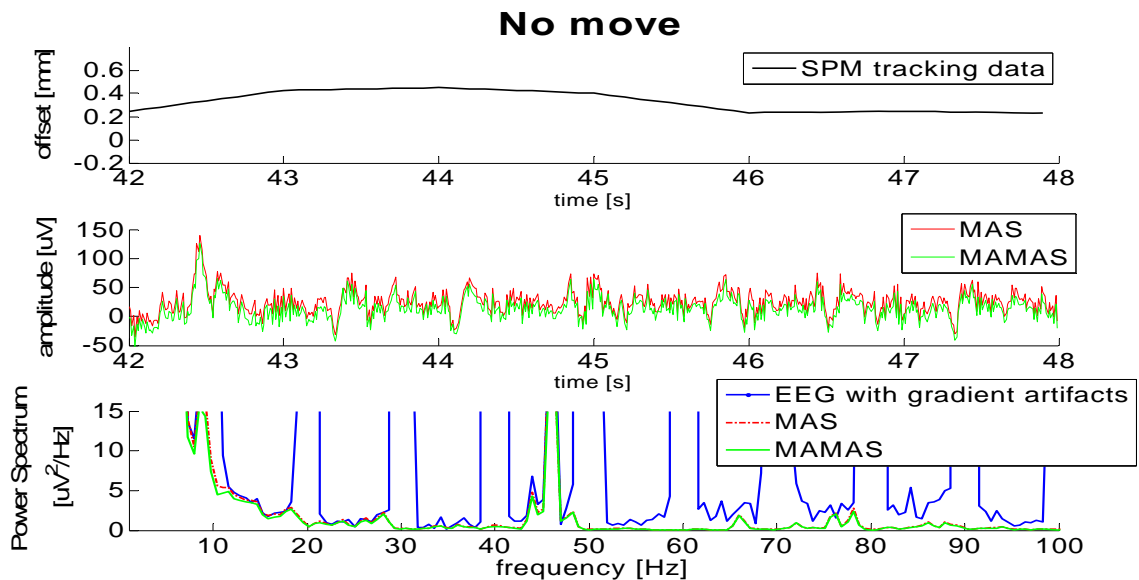 No move
offset [mm]
0.6
0.4
0.2
0
-0.2
SPM tracking data
42 43 44 45 46 47 48
time [s]
amplitude [uV]
150
100
50
0
-50
MAS
MAMAS
42 43 44 45 46 47 48
time [s]
Power Spectrum
[uV²/Hz]
15
10
5
0
EEG with gradient artifacts
MAS
MAMAS
10 20 30 40 50 60 70 80 90 100
frequency [Hz]